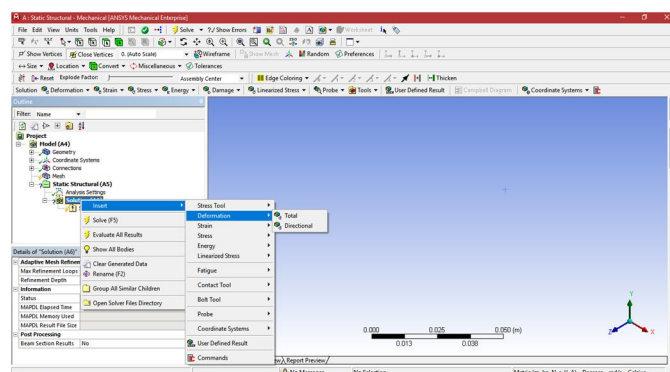 A : Static Structural - Mechanical [ANSYS Mechanical Enterprise]
File Edit View Units Tools Help Solve ?/ Show Errors Worksheet
Show Vertices Close Vertices 0. (Auto Scale) Wireframe Show Mesh Random Preferences
Size Location Convert Miscellaneous Tolerances
Reset Explode Factor: Assembly Center Edge Coloring Thicken
Solution Deformation Strain Stress Energy Damage Linearized Stress Probe Tools User Defined Result Campbell Diagram Coordinate Systems
Outline
Filter: Name
Project
Model (A4)
Geometry
Coordinate Systems
Connections
Mesh
Static Structural (A5)
Analysis Settings
Insert
Solve (F5)
Evaluate All Results
Show All Bodies
Clear Generated Data
Rename (F2)
Group All Similar Children
Open Solver Files Directory
Stress Tool
Deformation
Strain
Stress
Energy
Linearized Stress
Fatigue
Contact Tool
Bolt Tool
Probe
Coordinate Systems
User Defined Result
Commands
Total
Directional
Details of "Solution (A6)"
Adaptive Mesh Refinem
Max Refinement Loops
Refinement Depth
Information
Status
MAPDL Elapsed Time
MAPDL Memory Used
MAPDL Result File Size
Post Processing
Beam Section Results No
0.000 0.025 0.050 (m)
0.013 0.038
Y
Z X
Report Preview